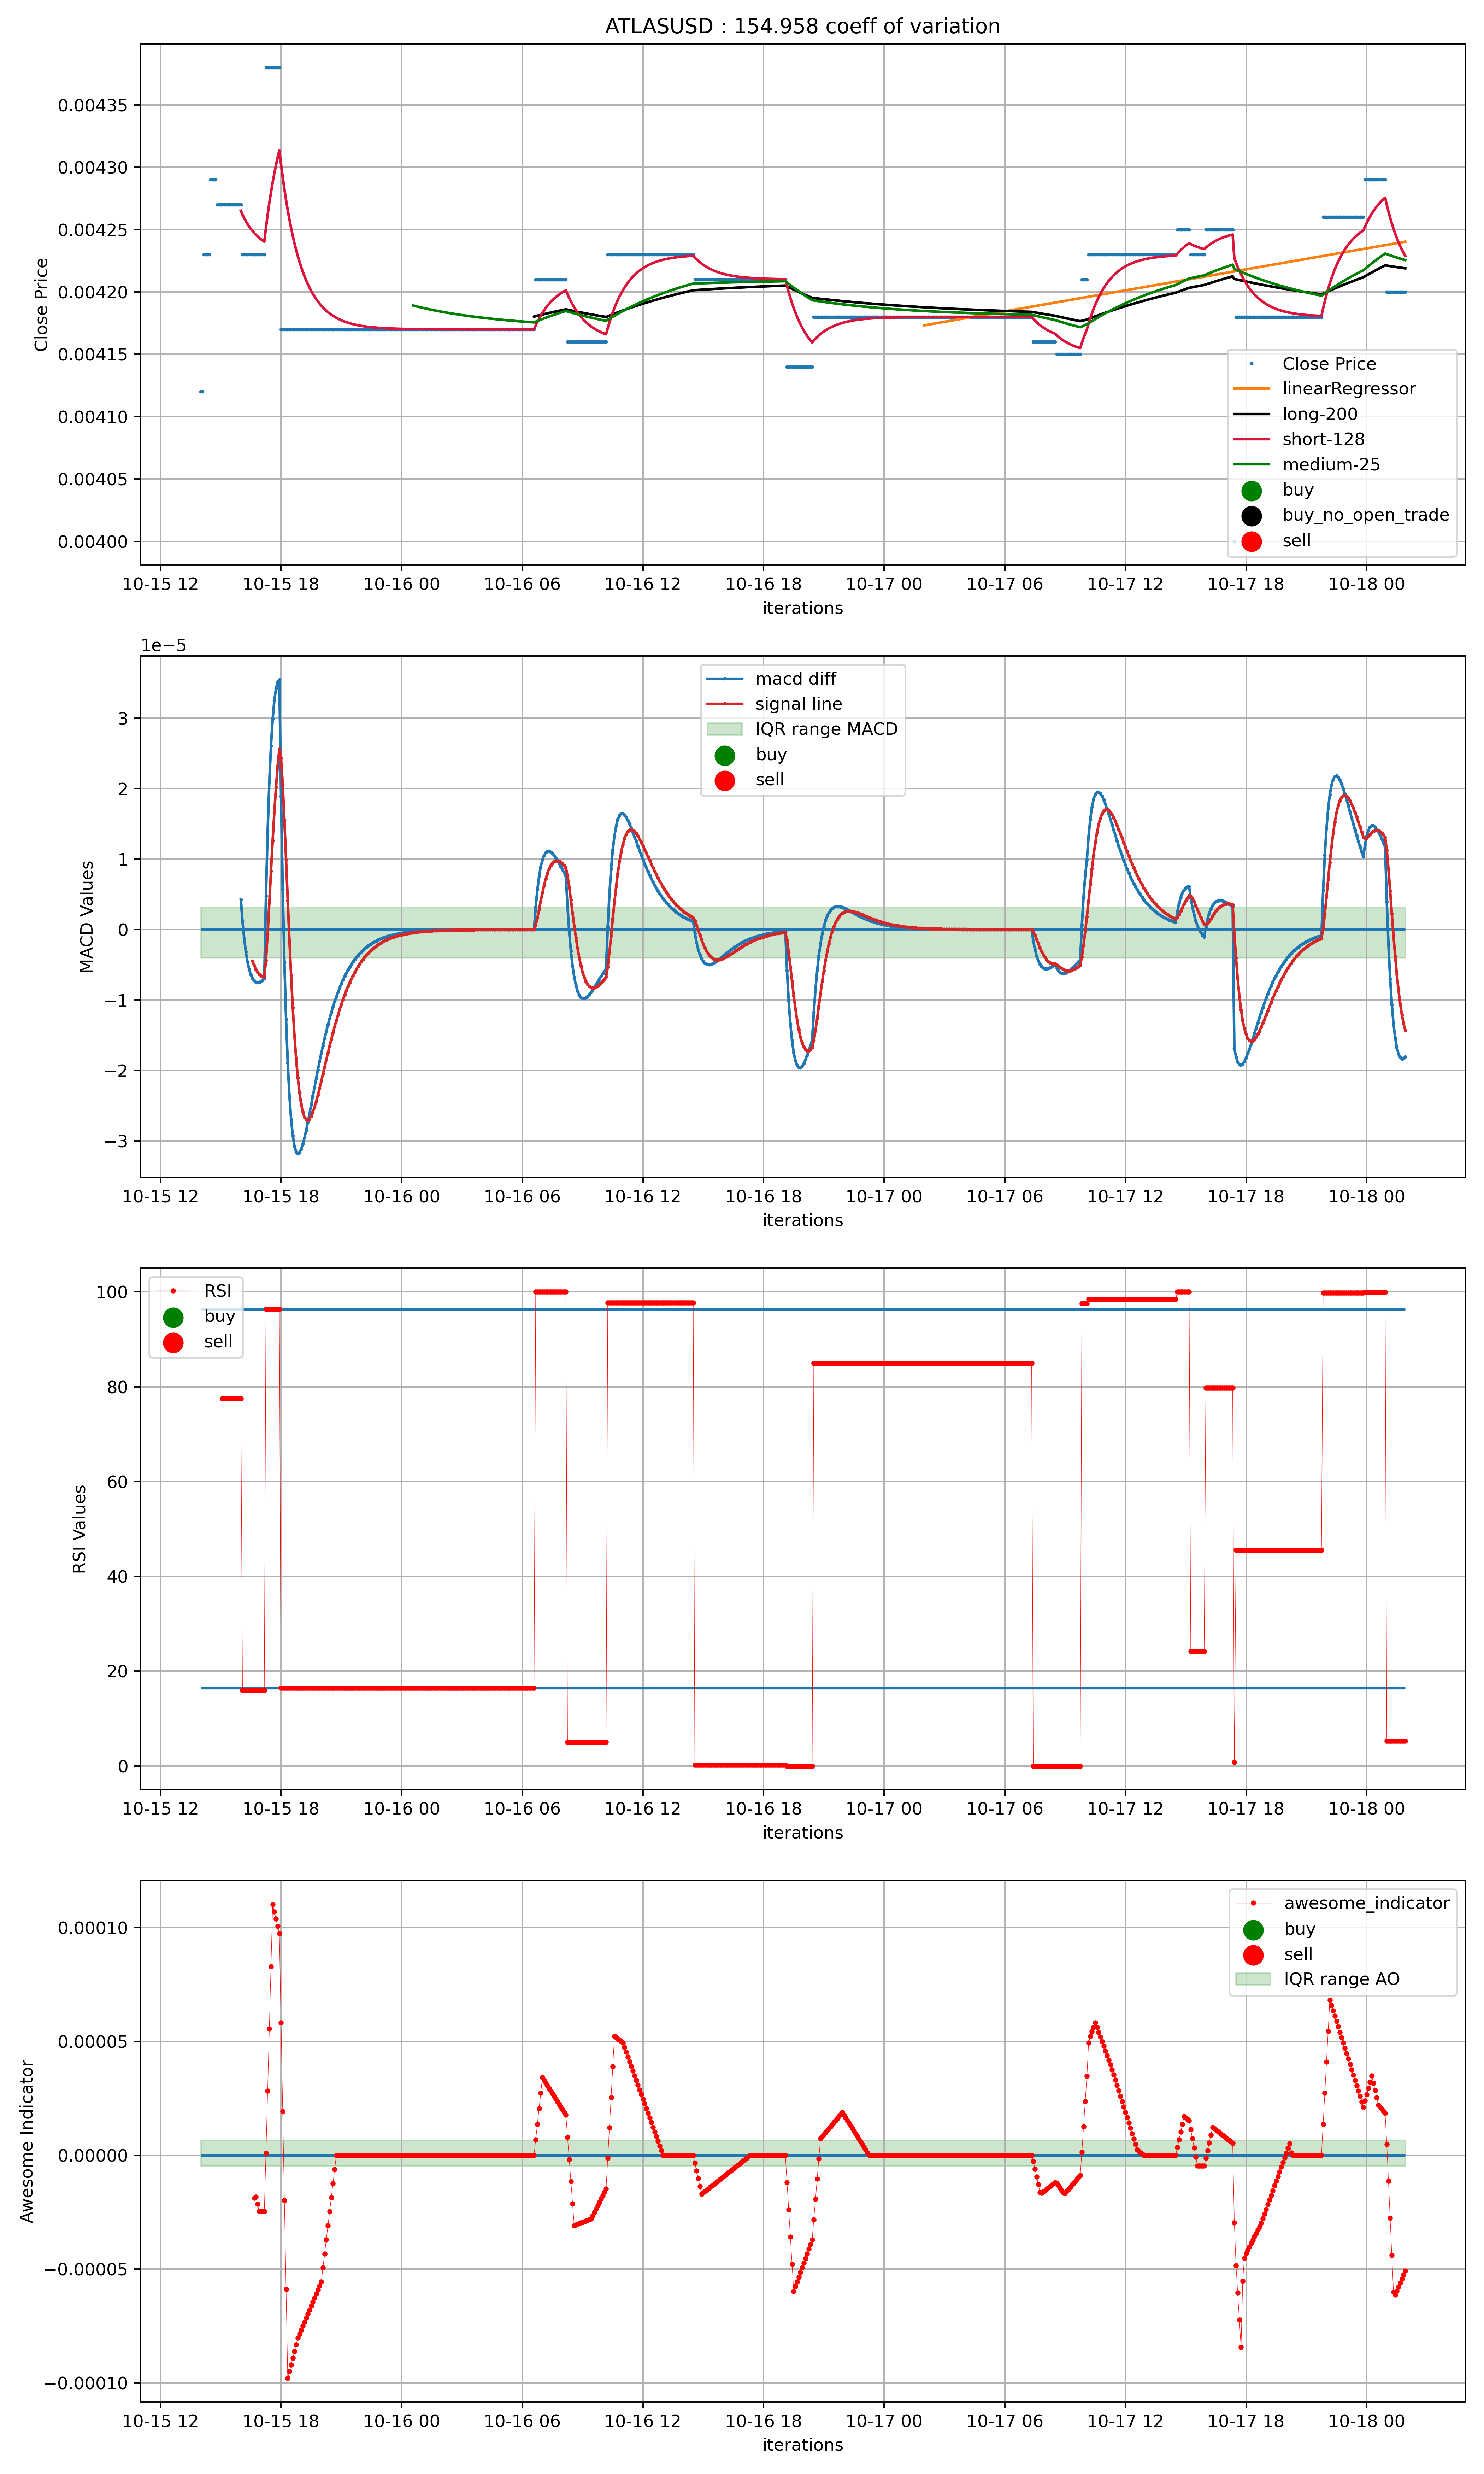 ATLASUSD : 154.958 coeff of variation
Close Price
0.00435
0.00430
0.00425
0.00420
0.00415
0.00410
0.00405
0.00400
Close Price
linearRegressor
long-200
short-128
medium-25
buy
buy_no_open_trade
sell
10-15 12 10-15 18 10-16 00 10-16 06 10-16 12 10-16 18 10-17 00 10-17 06 10-17 12 10-17 18 10-18 00
iterations
1e−5
MACD Values
3
2
1
0
−1
−2
−3
macd diff
signal line
IQR range MACD
buy
sell
10-15 12 10-15 18 10-16 00 10-16 06 10-16 12 10-16 18 10-17 00 10-17 06 10-17 12 10-17 18 10-18 00
iterations
RSI Values
100
80
60
40
20
0
RSI
buy
sell
10-15 12 10-15 18 10-16 00 10-16 06 10-16 12 10-16 18 10-17 00 10-17 06 10-17 12 10-17 18 10-18 00
iterations
Awesome Indicator
0.00010
0.00005
0.00000
−0.00005
−0.00010
awesome_indicator
buy
sell
IQR range AO
10-15 12 10-15 18 10-16 00 10-16 06 10-16 12 10-16 18 10-17 00 10-17 06 10-17 12 10-17 18 10-18 00
iterations